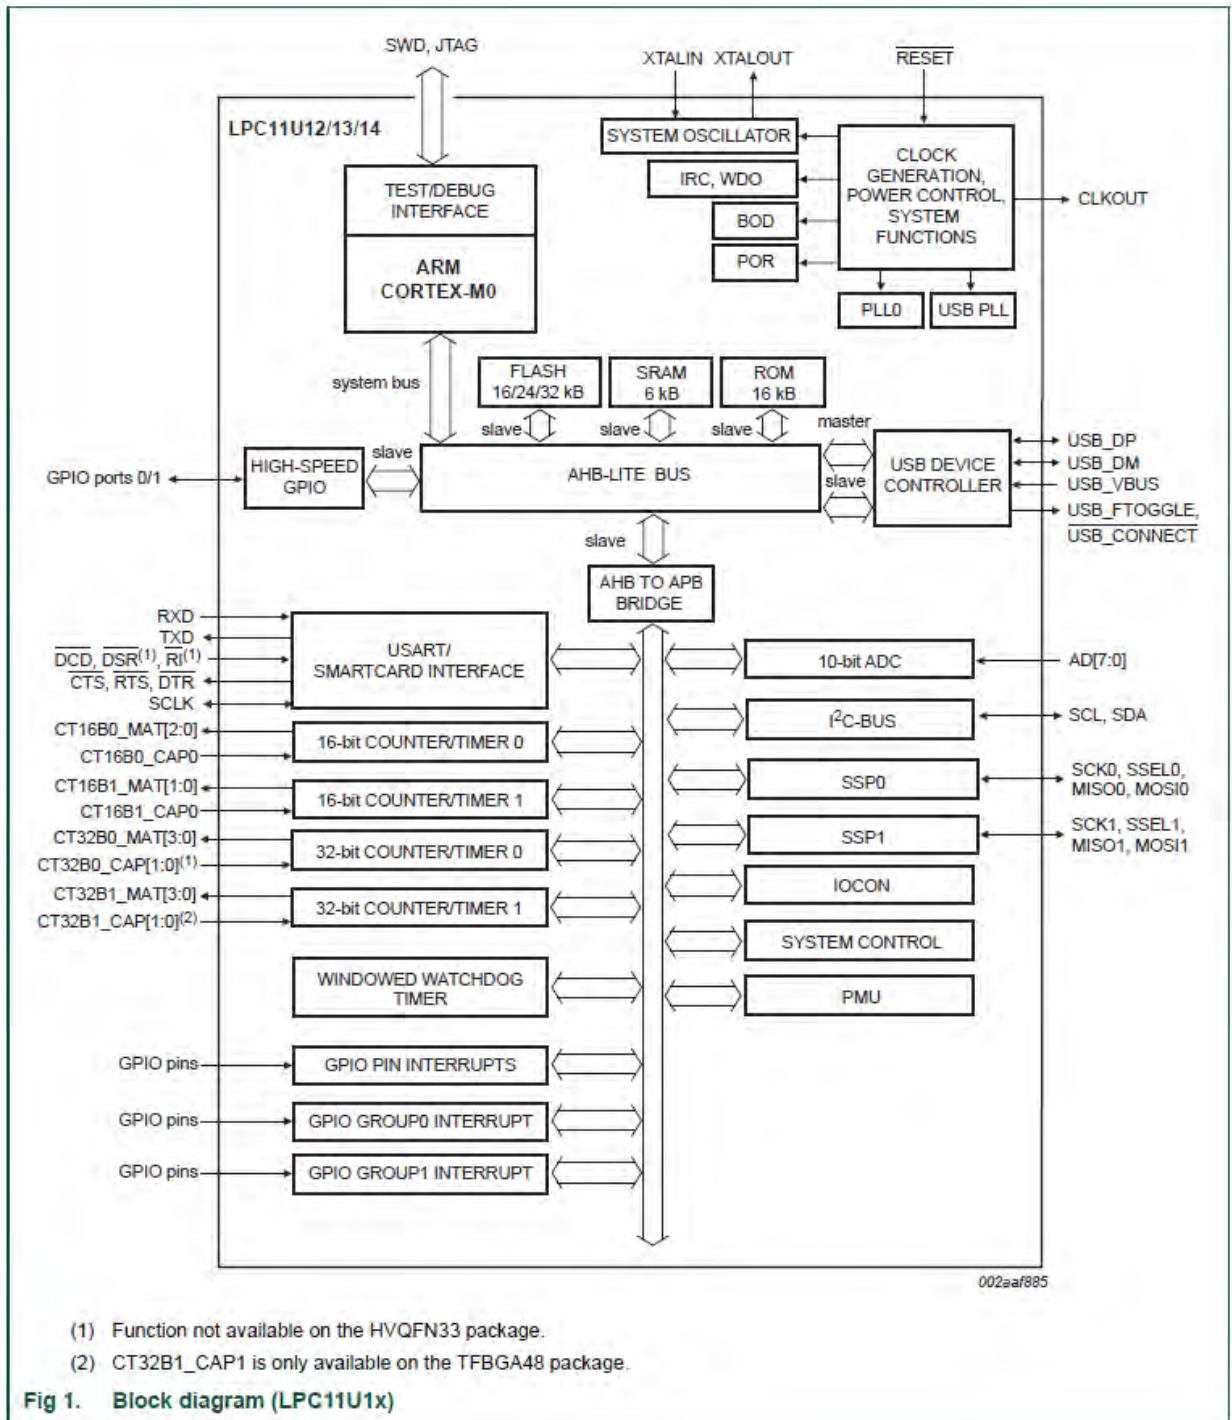 SWD, JTAG
XTALIN XTALOUT
RESET
LPC11U12/13/14
SYSTEM OSCILLATOR
IRC, WDO
BOD
POR
CLOCK
GENERATION,
POWER CONTROL,
SYSTEM
FUNCTIONS
CLKOUT
PLL0
USB PLL
TEST/DEBUG
INTERFACE
ARM
CORTEX-M0
system bus
FLASH
16/24/32 kB
SRAM
6 kB
ROM
16 kB
slave
slave
slave
master
slave
slave
GPIO ports 0/1
HIGH-SPEED
GPIO
AHB-LITE BUS
USB DEVICE
CONTROLLER
USB_DP
USB_DM
USB_VBUS
USB_FTOGGLE,
USB_CONNECT
slave
AHB TO APB
BRIDGE
RXD
TXD
DCD, DSR(1), RI(1)
CTS, RTS, DTR
SCLK
USART/
SMARTCARD INTERFACE
10-bit ADC
AD[7:0]
CT16B0_MAT[2:0]
CT16B0_CAP0
16-bit COUNTER/TIMER 0
I2C-BUS
SCL, SDA
CT16B1_MAT[1:0]
CT16B1_CAP0
16-bit COUNTER/TIMER 1
SSP0
SCK0, SSEL0,
MISO0, MOSI0
CT32B0_MAT[3:0]
CT32B0_CAP[1:0](1)
32-bit COUNTER/TIMER 0
SSP1
SCK1, SSEL1,
MISO1, MOSI1
CT32B1_MAT[3:0]
CT32B1_CAP[1:0](2)
32-bit COUNTER/TIMER 1
IOCON
SYSTEM CONTROL
WINDOWED WATCHDOG
TIMER
PMU
GPIO pins
GPIO PIN INTERRUPTS
GPIO pins
GPIO GROUP0 INTERRUPT
GPIO pins
GPIO GROUP1 INTERRUPT
002aaf885
(1) Function not available on the HVQFN33 package.
(2) CT32B1_CAP1 is only available on the TFBGA48 package.
Fig 1. Block diagram (LPC11U1x)